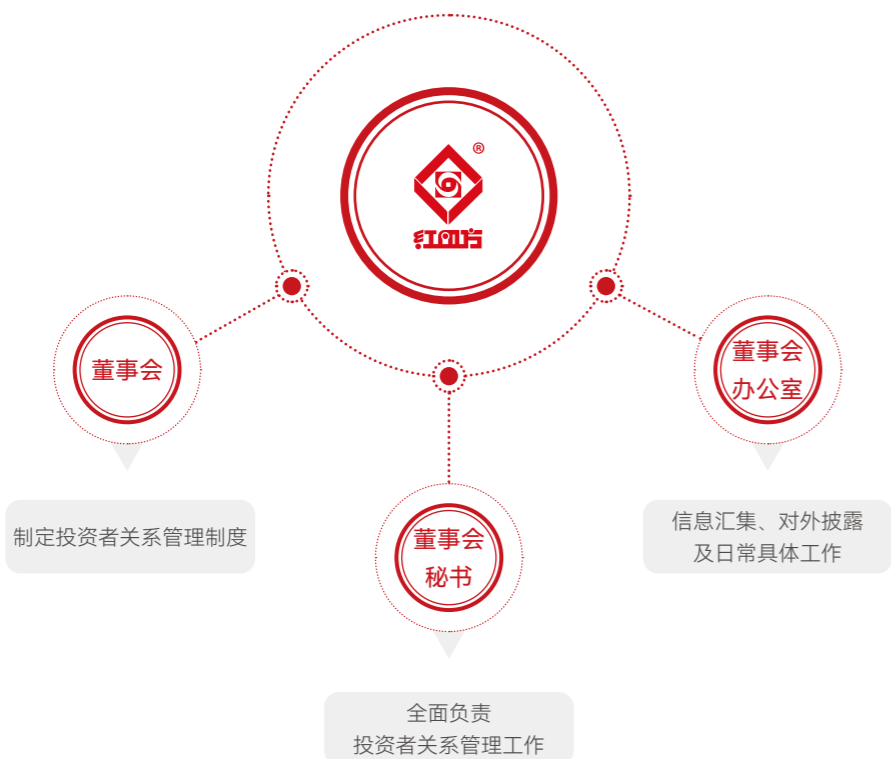 ®
红四方
董事会
制定投资者关系管理制度
董事会
秘书
全面负责
投资者关系管理工作
董事会
办公室
信息汇集、对外披露
及日常具体工作